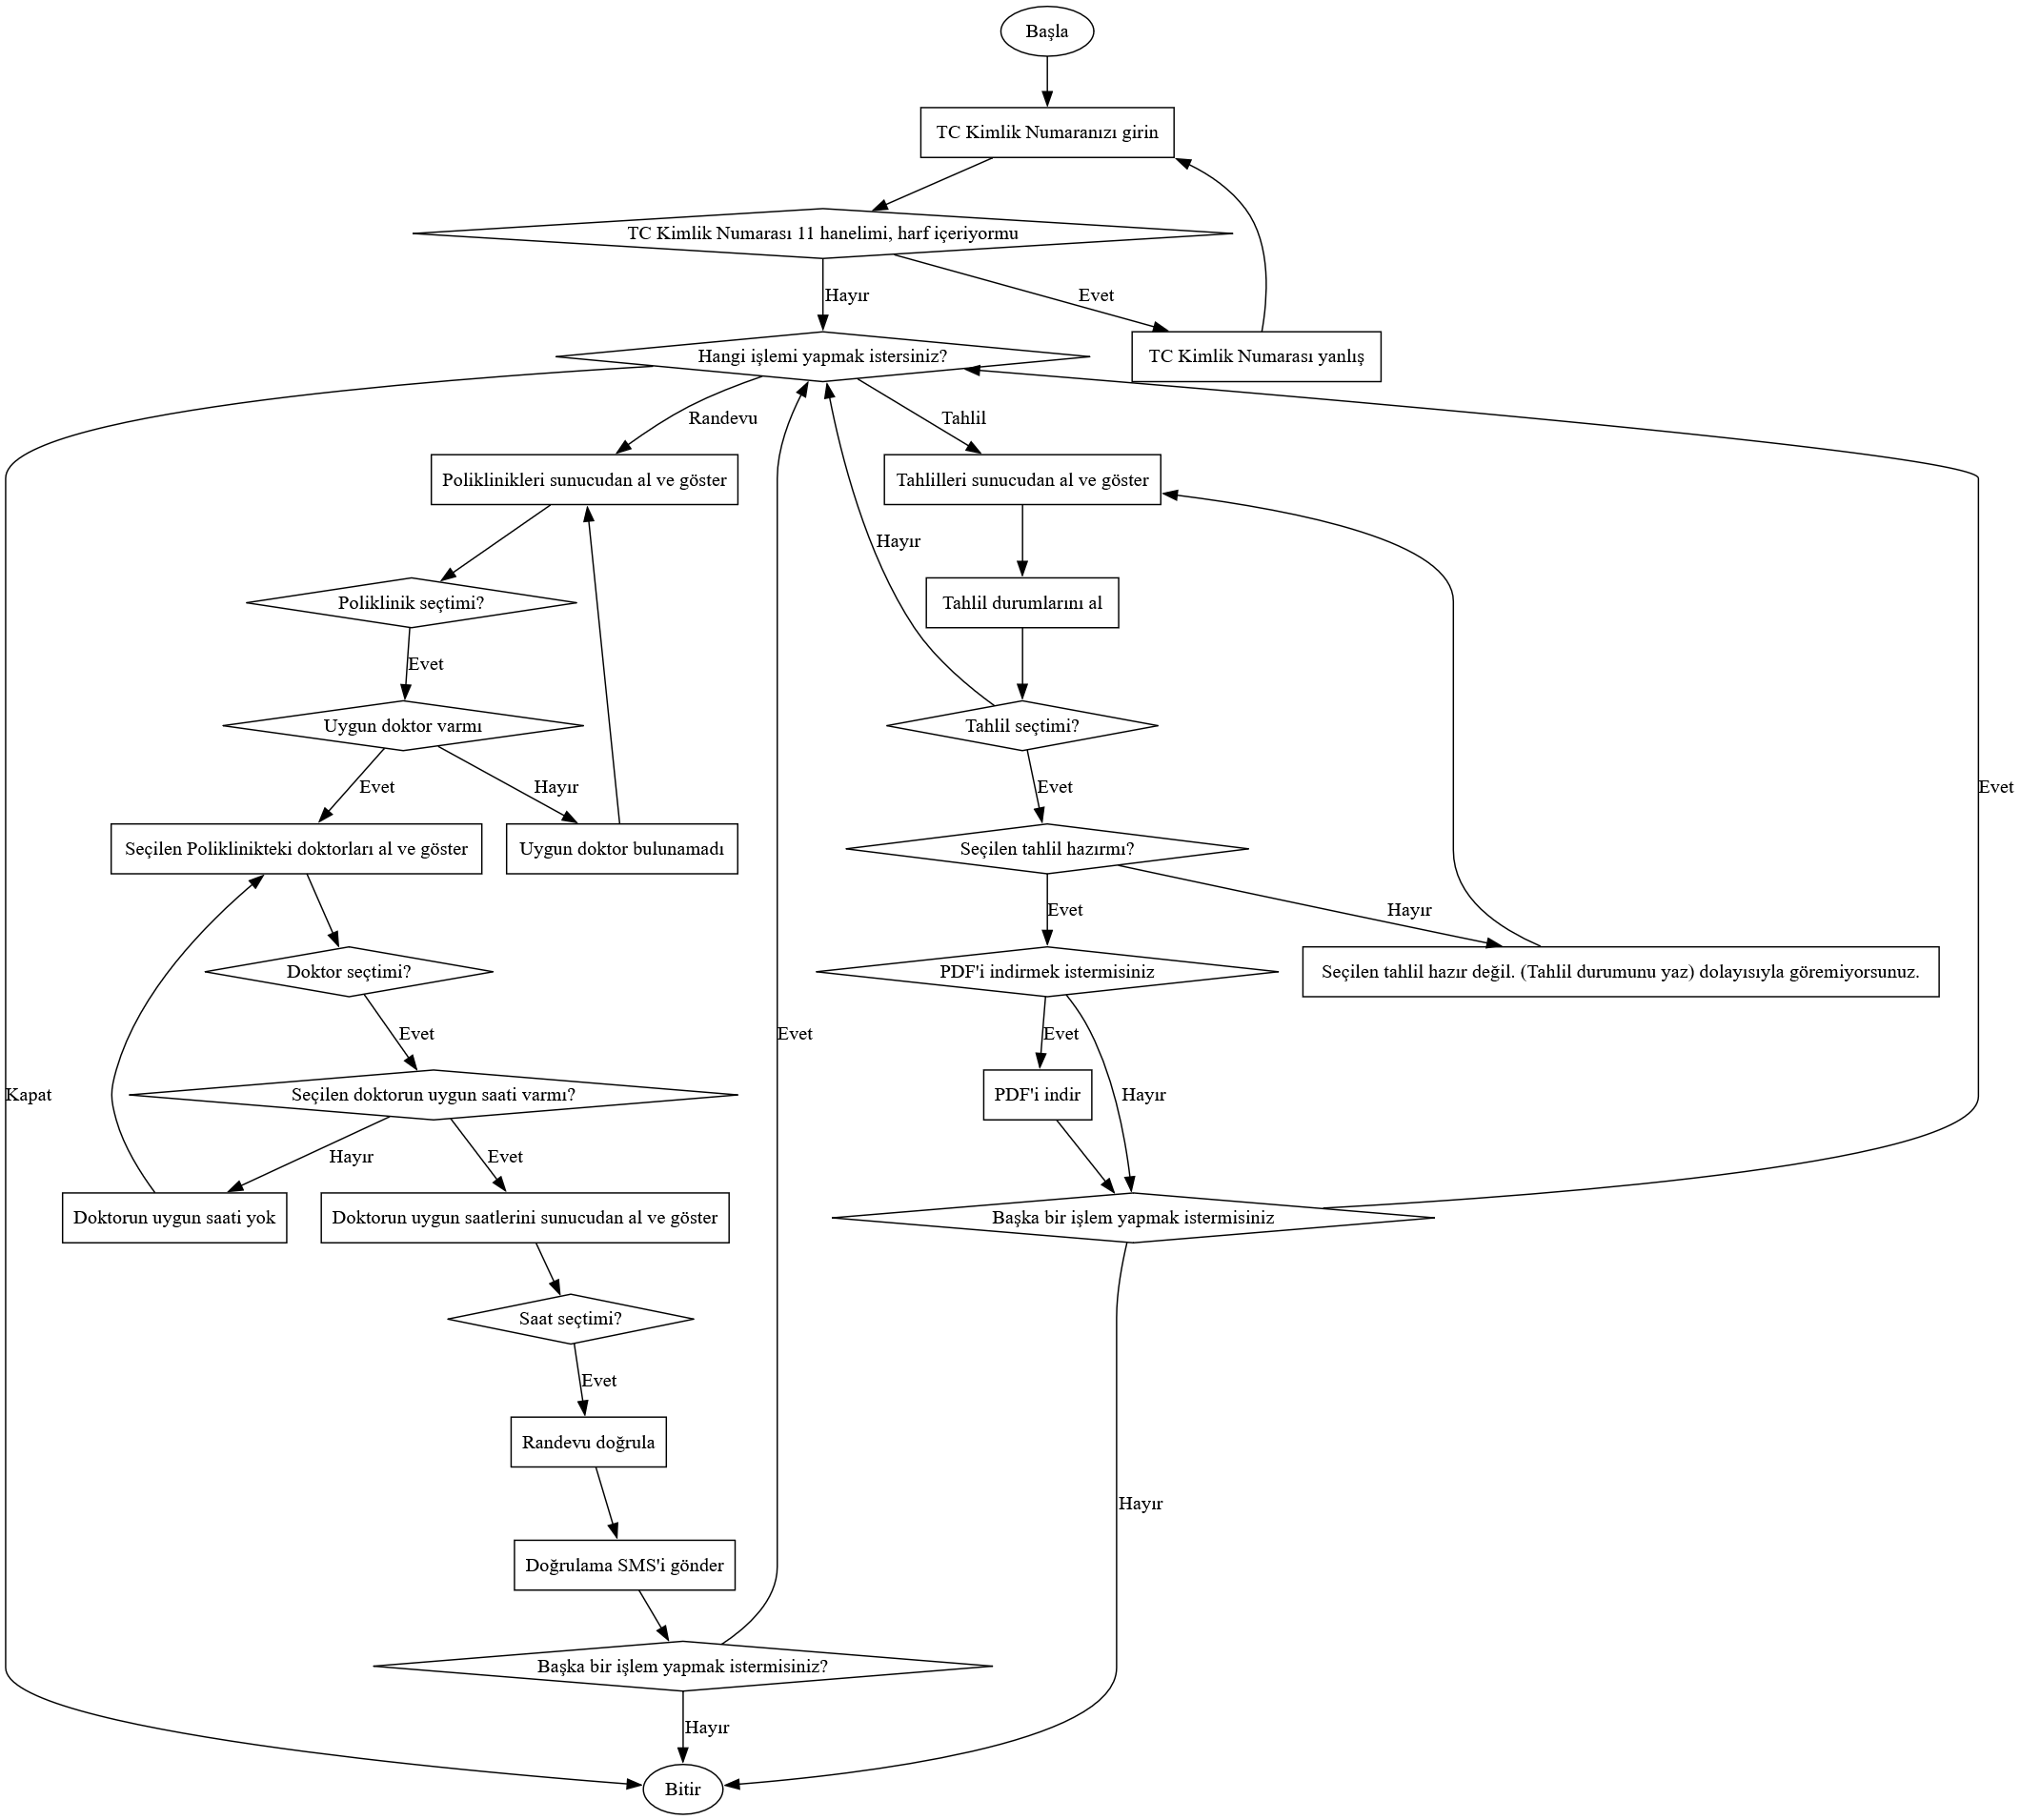 Başla
TC Kimlik Numaranızı girin
TC Kimlik Numarası 11 hanelimi, harf içeriyormu
Hayır
Evet
Hangi işlemi yapmak istersiniz?
TC Kimlik Numarası yanlış
Randevu
Tahlil
Poliklinikleri sunucudan al ve göster
Tahlilleri sunucudan al ve göster
Hayır
Poliklinik seçtimi?
Tahlil durumlarını al
Evet
Uygun doktor varmı
Tahlil seçtimi?
Evet
Hayır
Evet
Evet
Seçilen Poliklinikteki doktorları al ve göster
Uygun doktor bulunamadı
Seçilen tahlil hazırmı?
Evet
Hayır
Doktor seçtimi?
PDF'i indirmek istermisiniz
Seçilen tahlil hazır değil. (Tahlil durumunu yaz) dolayısıyla göremiyorsunuz.
Evet
Evet
Evet
Kapat
Seçilen doktorun uygun saati varmı?
PDF'i indir
Hayır
Hayır
Evet
Doktorun uygun saati yok
Doktorun uygun saatlerini sunucudan al ve göster
Başka bir işlem yapmak istermisiniz
Saat seçtimi?
Evet
Randevu doğrula
Hayır
Doğrulama SMS'i gönder
Başka bir işlem yapmak istermisiniz?
Hayır
Bitir